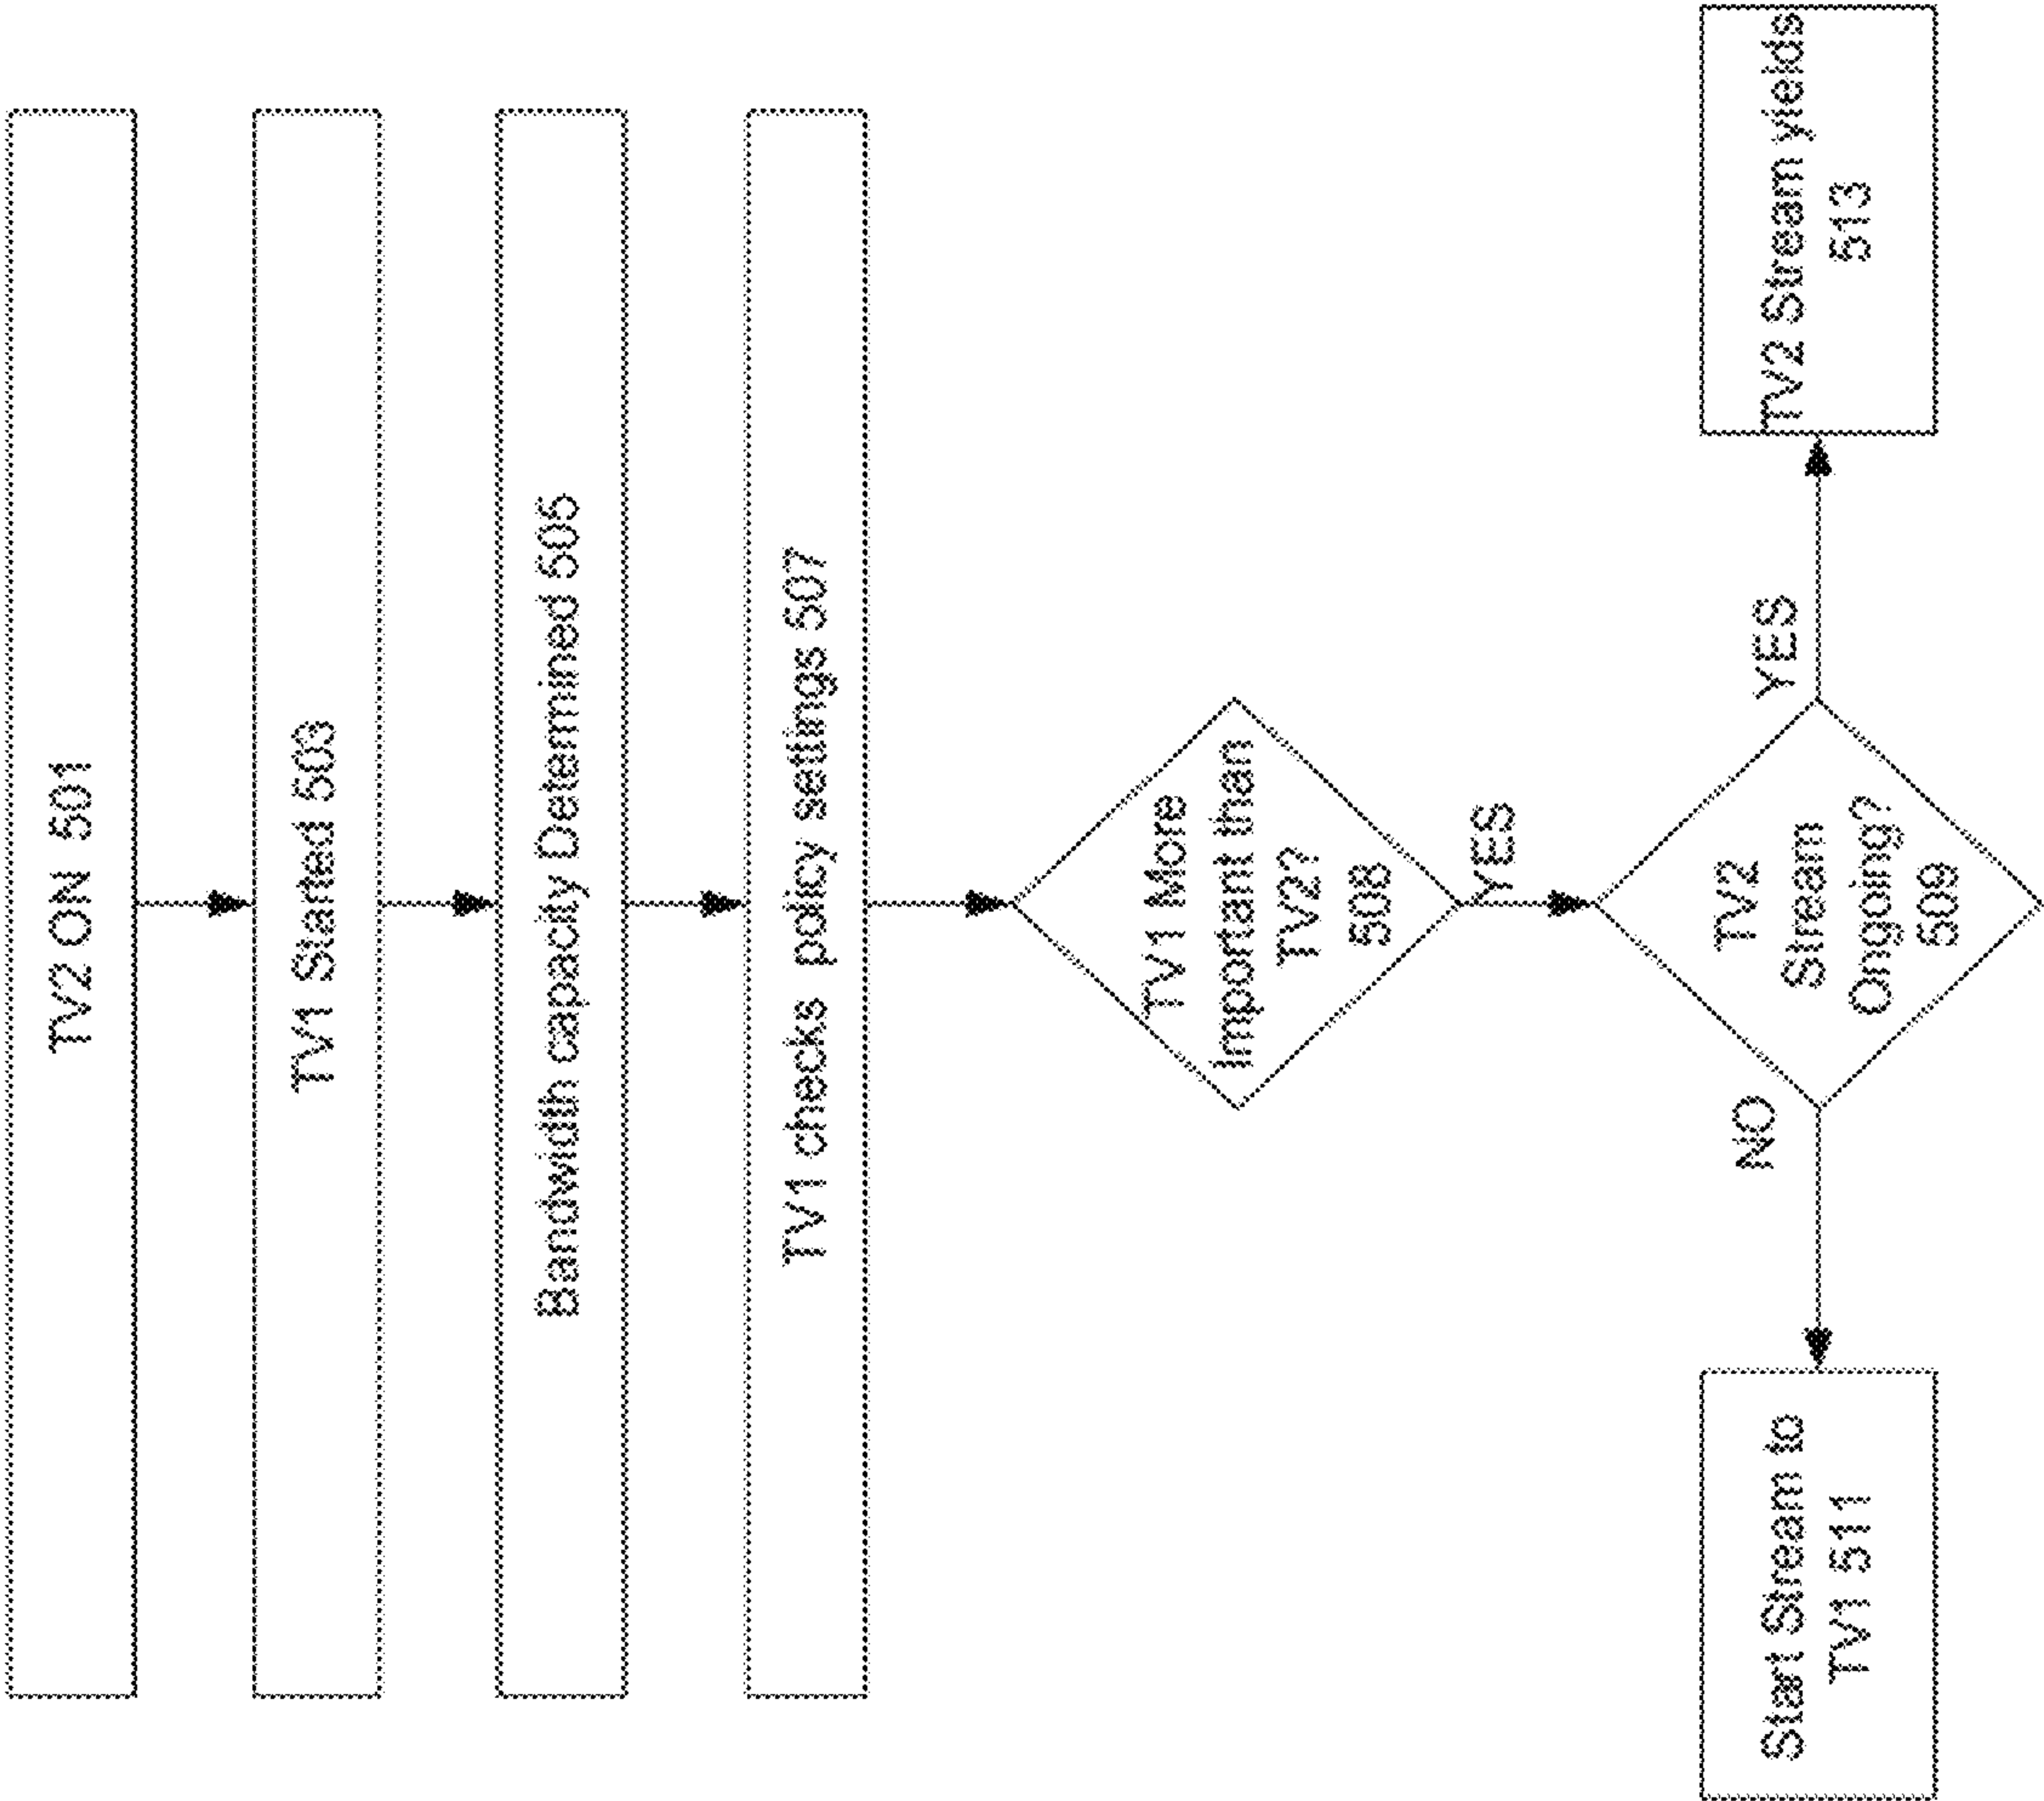 TV2 ON 501
TV1 Started 503
Bandwidth capacity Determined 505
TV1 checks policy settings 507
TV1 More
Important than
TV2?
508
YES
TV2
Stream
Ongoing?
509
NO
YES
Start Stream to
TV1 511
TV2 Stream yields
513